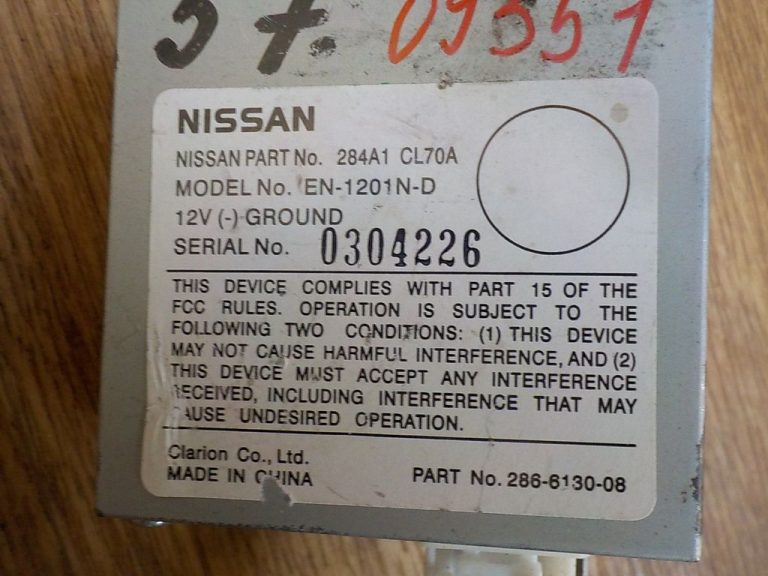 57. 09351
NISSAN
NISSAN PART No. 284A1 CL70A
MODEL No. EN-1201N-D
12V (-) GROUND
SERIAL No. 0304226
THIS DEVICE COMPLIES WITH PART 15 OF THE
FCC RULES. OPERATION IS SUBJECT TO THE
FOLLOWING TWO CONDITIONS: (1) THIS DEVICE
MAY NOT CAUSE HARMFUL INTERFERENCE, AND (2)
THIS DEVICE MUST ACCEPT ANY INTERFERENCE
RECEIVED, INCLUDING INTERFERENCE THAT MAY
CAUSE UNDESIRED OPERATION.
Clarion Co., Ltd.
MADE IN CHINA PART No. 286-6130-08